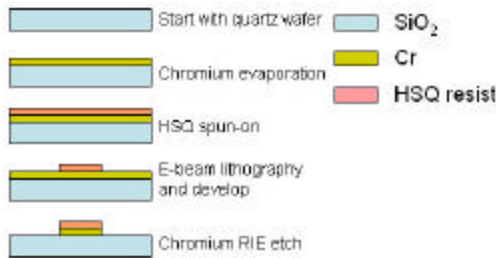 Start with quartz wafer
Chromium evaporation
HSQ spun-on
E-beam lithography
and develop
Chromium RIE etch
SiO2
Cr
HSQ resist